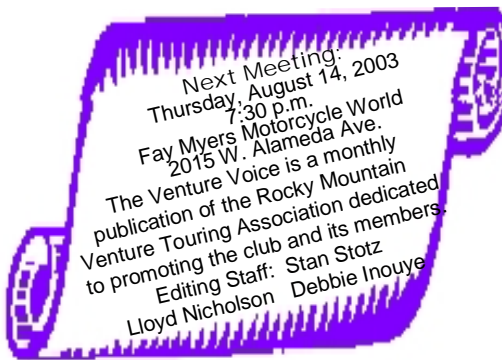 Next Meeting:
Thursday, August 14, 2003
7:30 p.m.
Fay Myers Motorcycle World
2015 W. Alameda Ave.
The Venture Voice is a monthly
publication of the Rocky Mountain
Venture Touring Association dedicated
to promoting the club and its members.
Editing Staff: Stan Stotz
Lloyd Nicholson Debbie Inouye